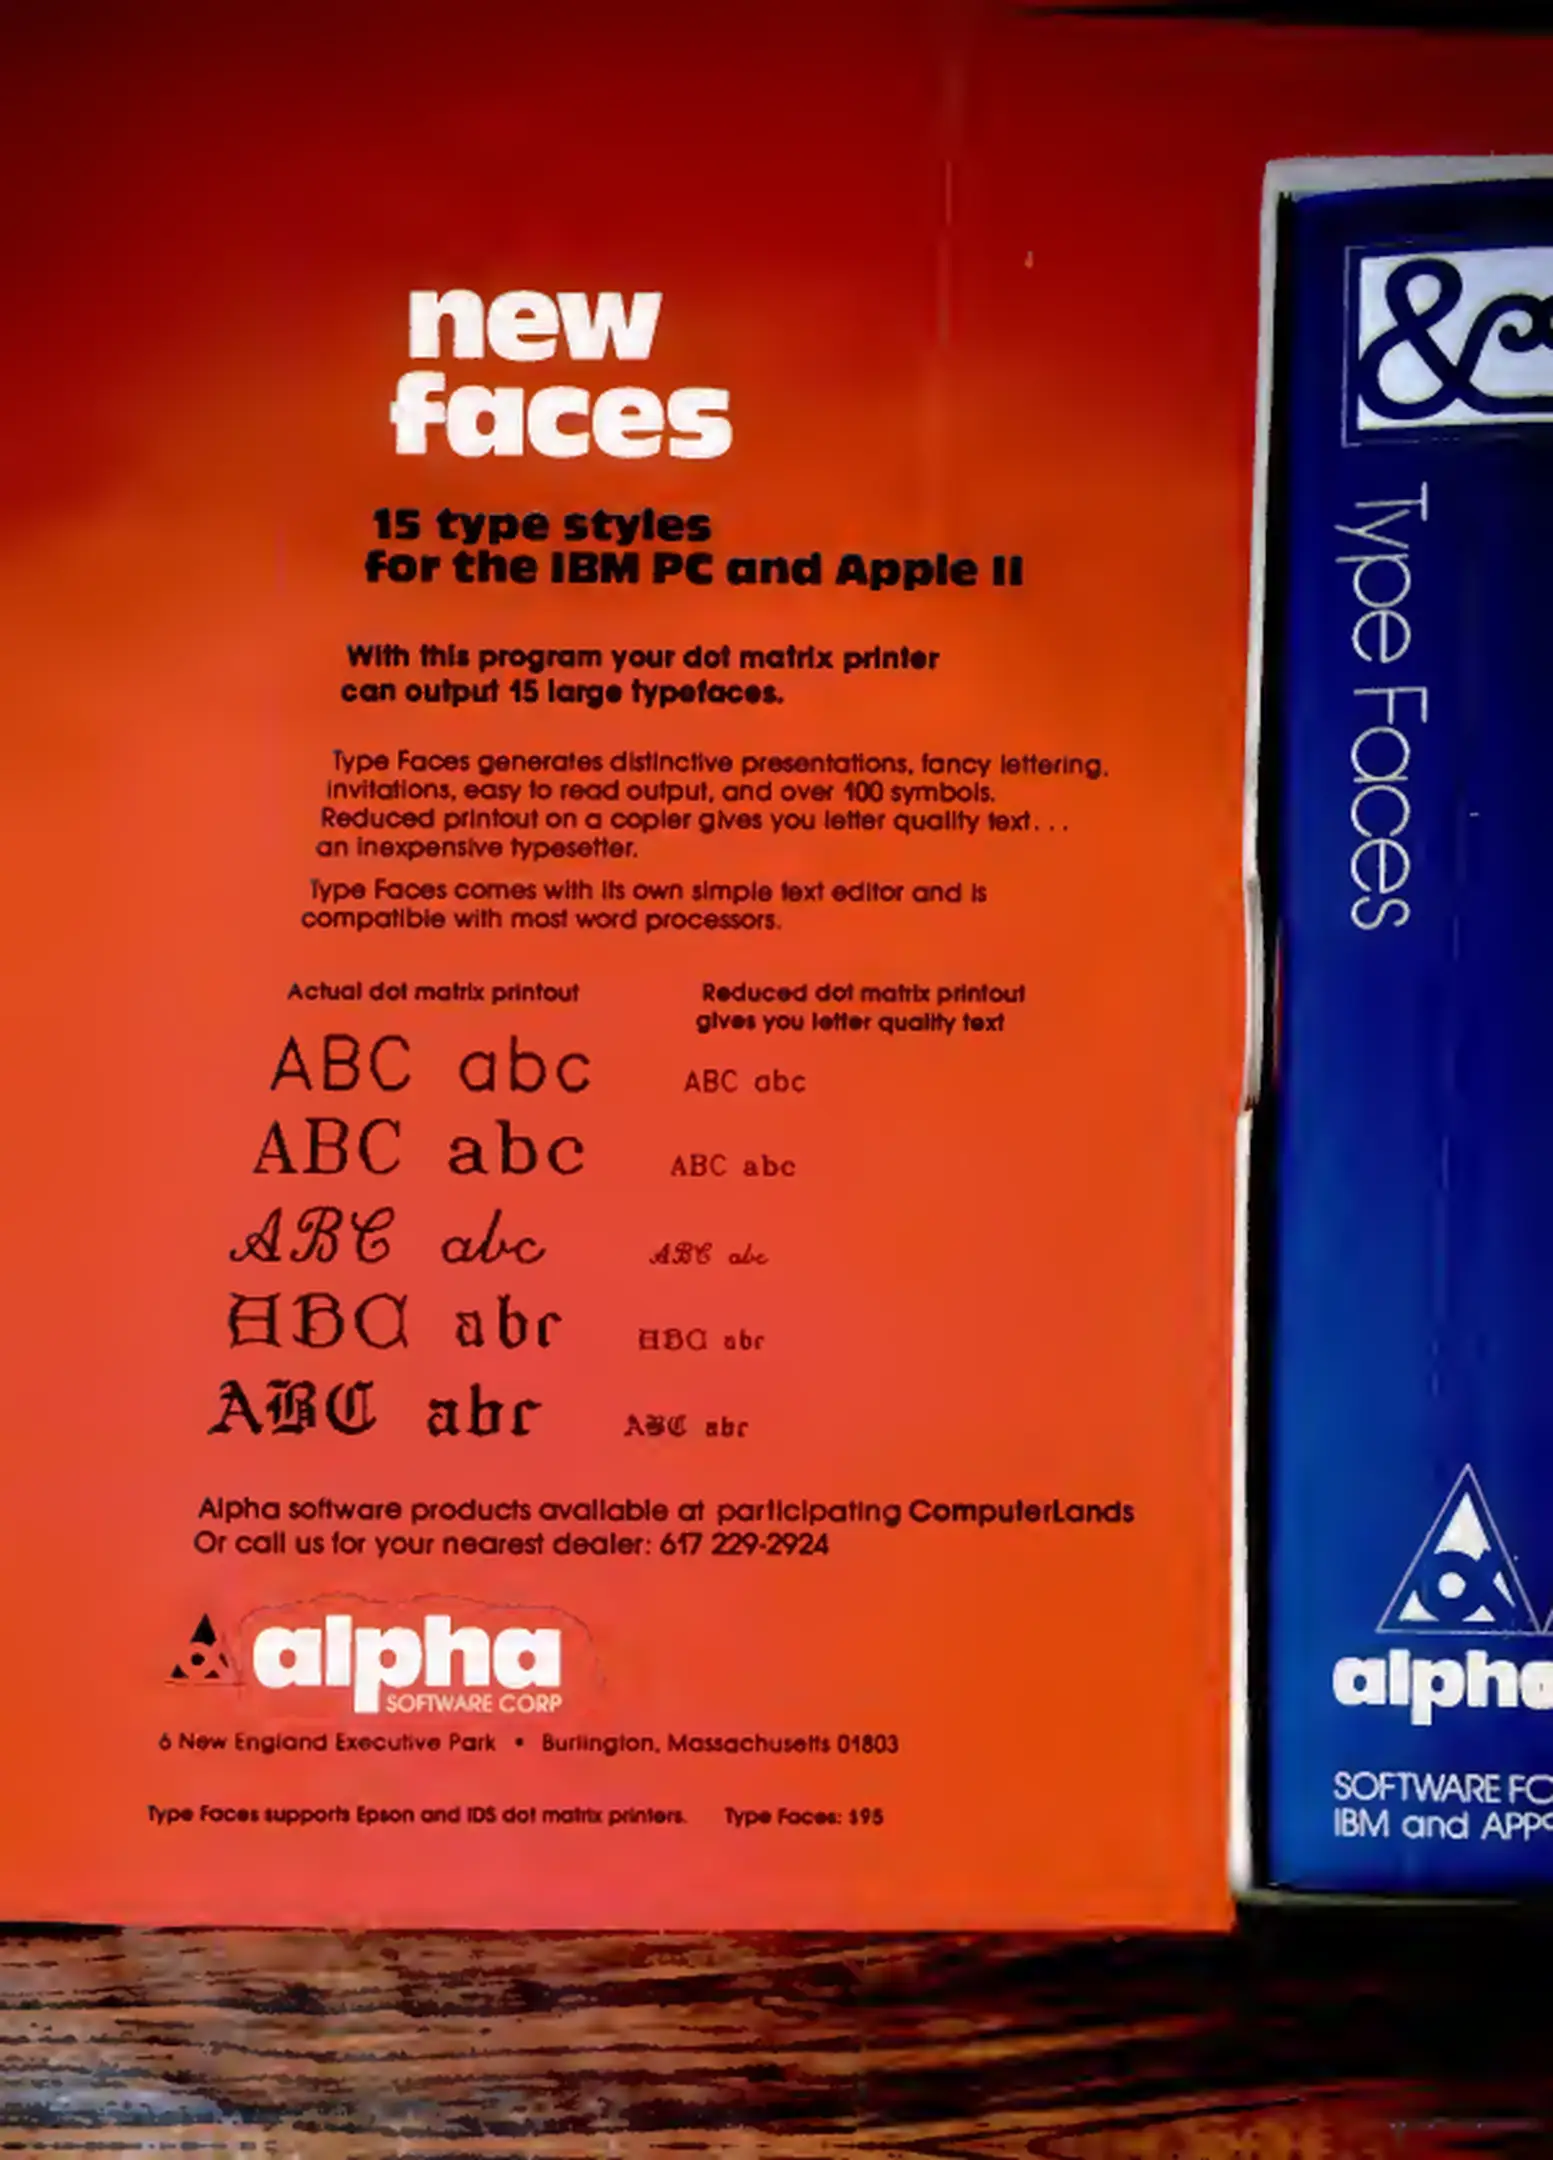 new
faces
15 type styles
for the IBM PC and Apple II
With this program your dot matrix printer
can output 15 large typefaces.
Type Faces generates distinctive presentations, fancy lettering,
invitations, easy to read output, and over 100 symbols.
Reduced printout on a copier gives you letter quality text...
an inexpensive typesetter.
Type Faces comes with its own simple text editor and is
compatible with most word processors.
Actual dot matrix printout
Reduced dot matrix printout
gives you letter quality text
ABC abc ABC abc
ABC abc ABC abc
ABC abc ABC abc
ABC abc ABC abc
ABC abc ABC abc
Alpha software products available at participating ComputerLands
Or call us for your nearest dealer: 617 229-2924
alpha
SOFTWARE CORP
6 New England Executive Park • Burlington, Massachusetts 01803
Type Faces supports Epson and IDS dot matrix printers. Type Faces: $95
&
Type Faces
alpha
SOFTWARE FO
IBM and APP